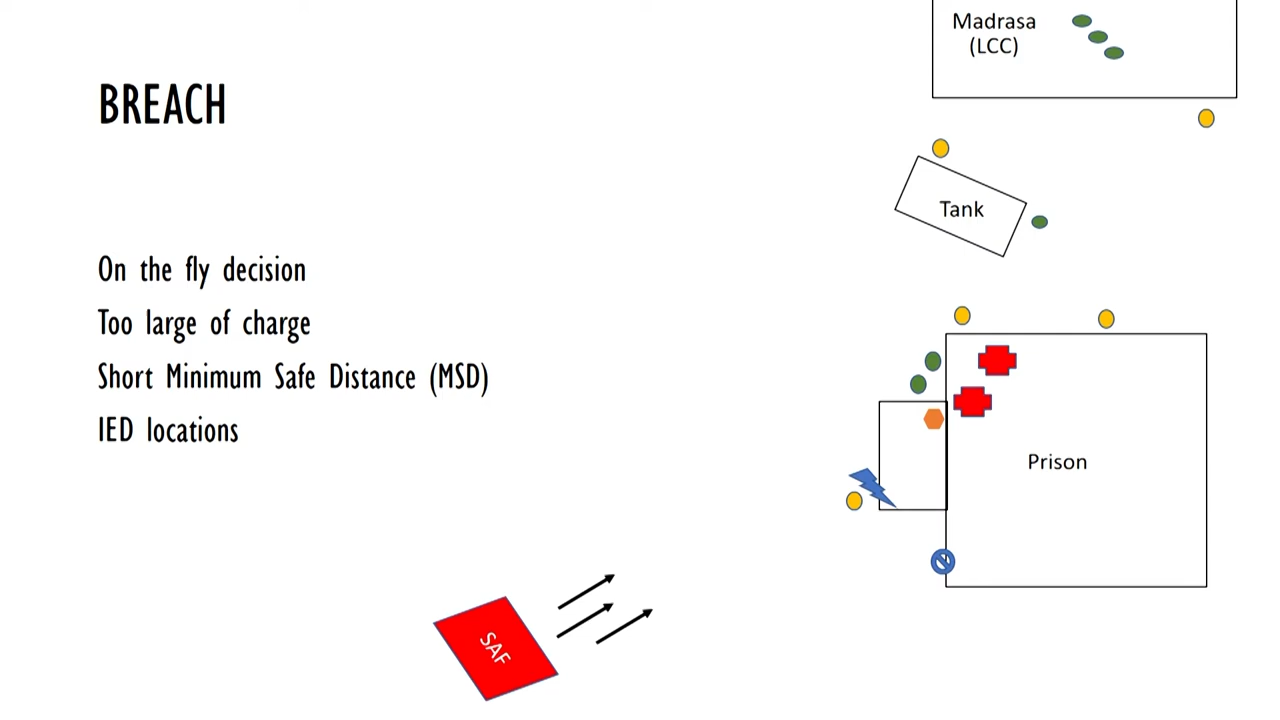 BREACH
On the fly decision
Too large of charge
Short Minimum Safe Distance (MSD)
IED locations
Madrasa
(LCC)
Tank
Prison
SAF